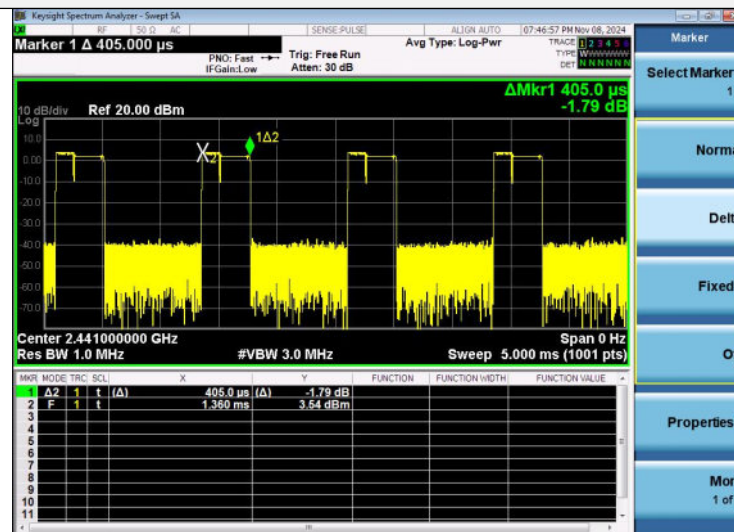 Keysight Spectrum Analyzer - Swept SA
RF 50 Ω AC SENSE:PULSE ALIGN AUTO 07:46:57 PM Nov 08, 2024
Marker 1 Δ 405.000 µs
PNO: Fast Trig: Free Run Avg Type: Log-Pwr TRACE 1 2 3 4 5 6
IFGain:Low Atten: 30 dB TYPE W
DET N N N N N N
ΔMkr1 405.0 µs
-1.79 dB
10 dB/div Ref 20.00 dBm
Log
10.0
0.00
-10.0
-20.0
-30.0
-40.0
-50.0
-60.0
-70.0
X2
1Δ2
Center 2.441000000 GHz Span 0 Hz
Res BW 1.0 MHz #VBW 3.0 MHz Sweep 5.000 ms (1001 pts)
MKR MODE TRC SCL X Y FUNCTION FUNCTION WIDTH FUNCTION VALUE
1 Δ2 1 t (Δ) 405.0 µs (Δ) -1.79 dB
2 F 1 t 1.360 ms 3.54 dBm
3
4
5
6
7
8
9
10
11
Marker
Select Marker
1
Norma
Delt
Fixed
O
Properties
Mor
1 of